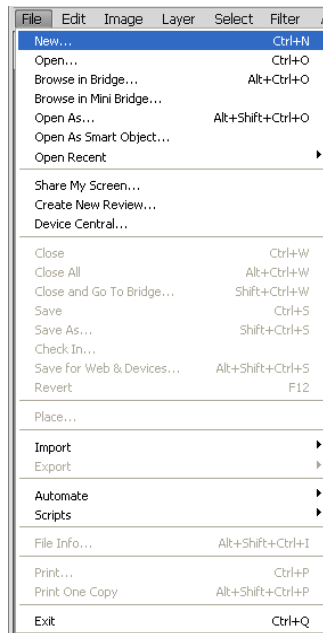 File Edit Image Layer Select Filter
New... Ctrl+N
Open... Ctrl+O
Browse in Bridge... Alt+Ctrl+O
Browse in Mini Bridge...
Open As... Alt+Shift+Ctrl+O
Open As Smart Object...
Open Recent
Share My Screen...
Create New Review...
Device Central...
Close Ctrl+W
Close All Alt+Ctrl+W
Close and Go To Bridge... Shift+Ctrl+W
Save Ctrl+S
Save As... Shift+Ctrl+S
Check In...
Save for Web & Devices... Alt+Shift+Ctrl+S
Revert F12
Place...
Import
Export
Automate
Scripts
File Info... Alt+Shift+Ctrl+I
Print... Ctrl+P
Print One Copy Alt+Shift+Ctrl+P
Exit Ctrl+Q